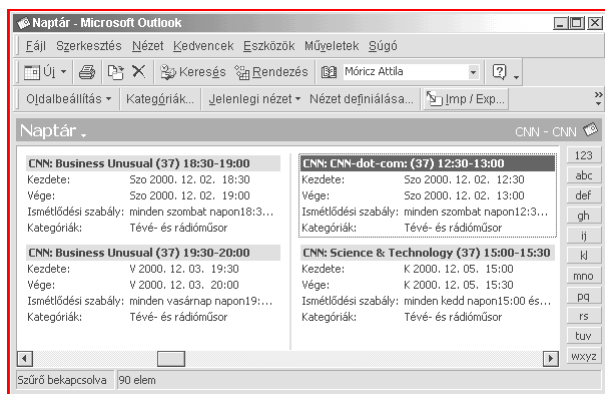 Naptár - Microsoft Outlook
Fájl Szerkesztés Nézet Kedvencek Eszközök Műveletek Súgó
Új Keresés Rendezés Móricz Attila
Oldalbeállítás Kategóriák... Jelenlegi nézet Nézet definiálása... Imp / Exp... »
Naptár CNN - CNN
CNN: Business Unusual (37) 18:30-19:00
Kezdete: Szo 2000. 12. 02. 18:30
Vége: Szo 2000. 12. 02. 19:00
Ismétlődési szabály: minden szombat napon18:3...
Kategóriák: Tévé- és rádióműsor
CNN: Business Unusual (37) 19:30-20:00
Kezdete: V 2000. 12. 03. 19:30
Vége: V 2000. 12. 03. 20:00
Ismétlődési szabály: minden vasárnap napon19:...
Kategóriák: Tévé- és rádióműsor
CNN: CNN-dot-com: (37) 12:30-13:00
Kezdete: Szo 2000. 12. 02. 12:30
Vége: Szo 2000. 12. 02. 13:00
Ismétlődési szabály: minden szombat napon12:3...
Kategóriák: Tévé- és rádióműsor
CNN: Science & Technology (37) 15:00-15:30
Kezdete: K 2000. 12. 05. 15:00
Vége: K 2000. 12. 05. 15:30
Ismétlődési szabály: minden kedd napon15:00 és...
Kategóriák: Tévé- és rádióműsor
123
abc
def
gh
ij
kl
mno
pq
rs
tuv
wxyz
Szűrő bekapcsolva 90 elem